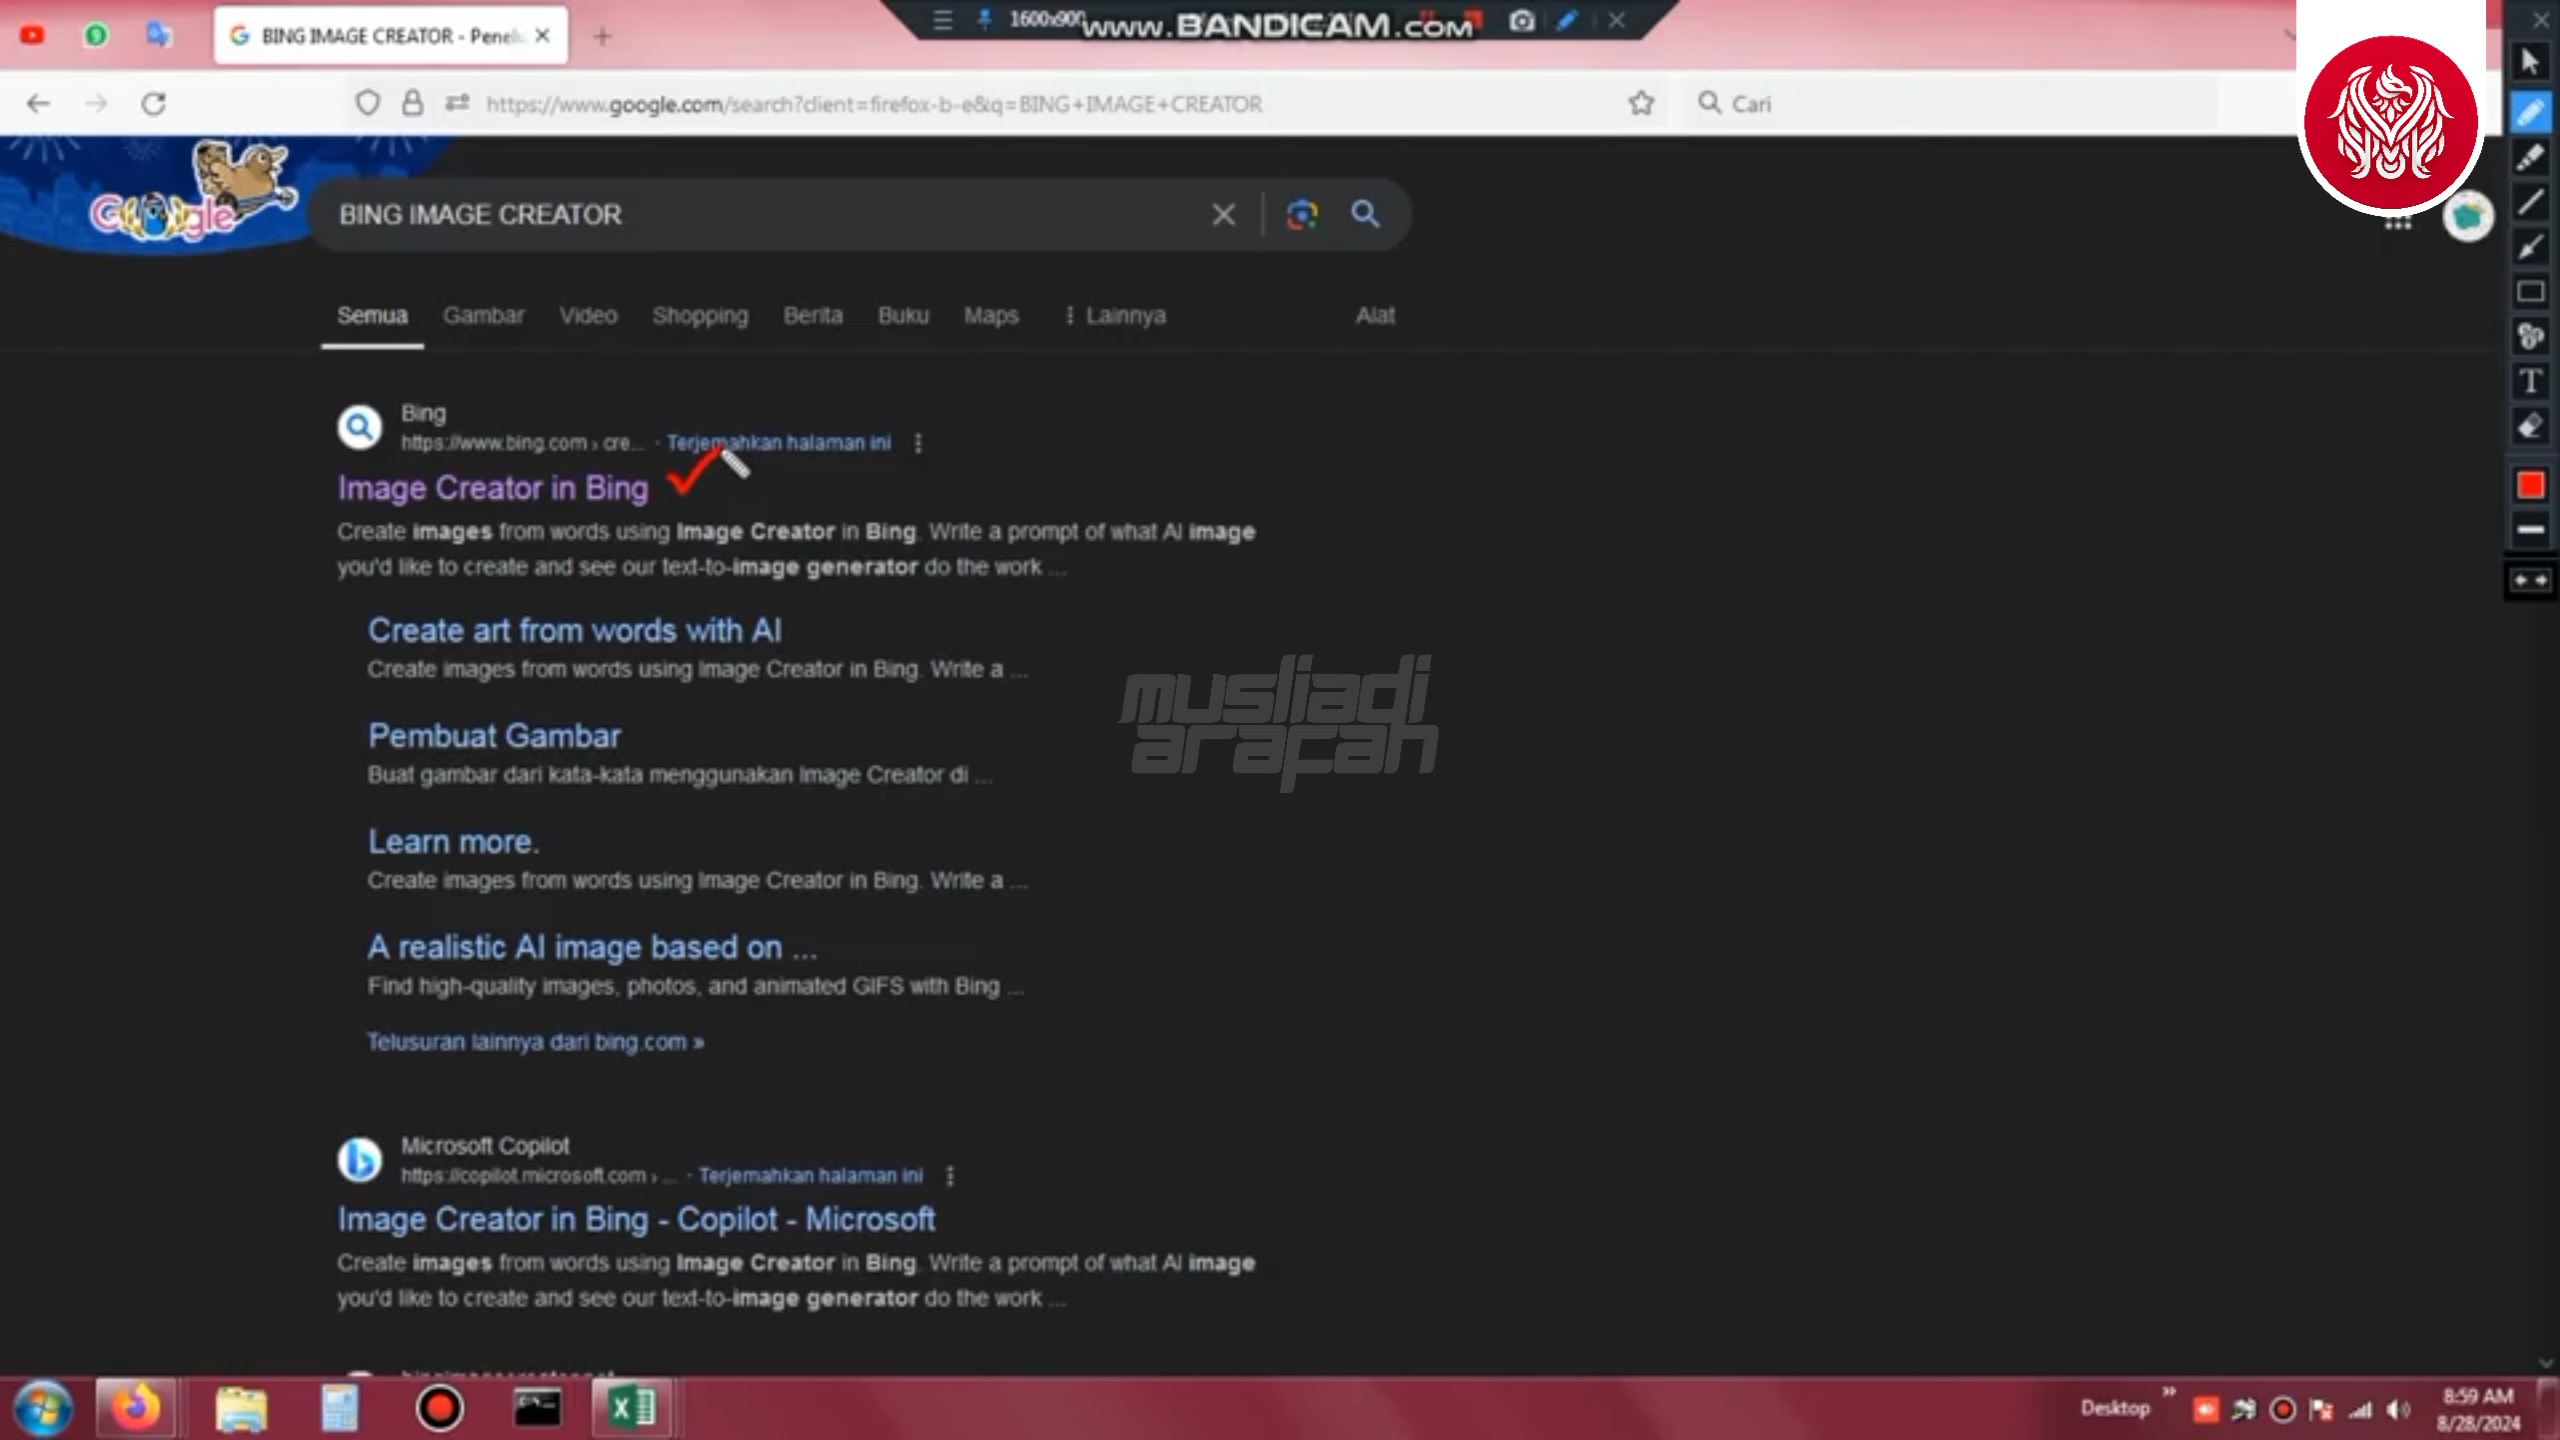 BING IMAGE CREATOR - Penel
1600x900
www.BANDICAM.com
https://www.google.com/search?client=firefox-b-e&q=BING+IMAGE+CREATOR
Cari
Google
BING IMAGE CREATOR
Semua Gambar Video Shopping Berita Buku Maps Lainnya Alat
Bing
https://www.bing.com › cre... · Terjemahkan halaman ini
Image Creator in Bing
Create images from words using Image Creator in Bing. Write a prompt of what AI image
you'd like to create and see our text-to-image generator do the work ...
Create art from words with AI
Create images from words using Image Creator in Bing. Write a ...
musliadi
arafah
Pembuat Gambar
Buat gambar dari kata-kata menggunakan Image Creator di ...
Learn more.
Create images from words using Image Creator in Bing. Write a ...
A realistic AI image based on ...
Find high-quality images, photos, and animated GIFS with Bing ...
Telusuran lainnya dari bing.com »
Microsoft Copilot
https://copilot.microsoft.com › ... · Terjemahkan halaman ini
Image Creator in Bing - Copilot - Microsoft
Create images from words using Image Creator in Bing. Write a prompt of what AI image
you'd like to create and see our text-to-image generator do the work ...
Desktop
8:59 AM
8/28/2024